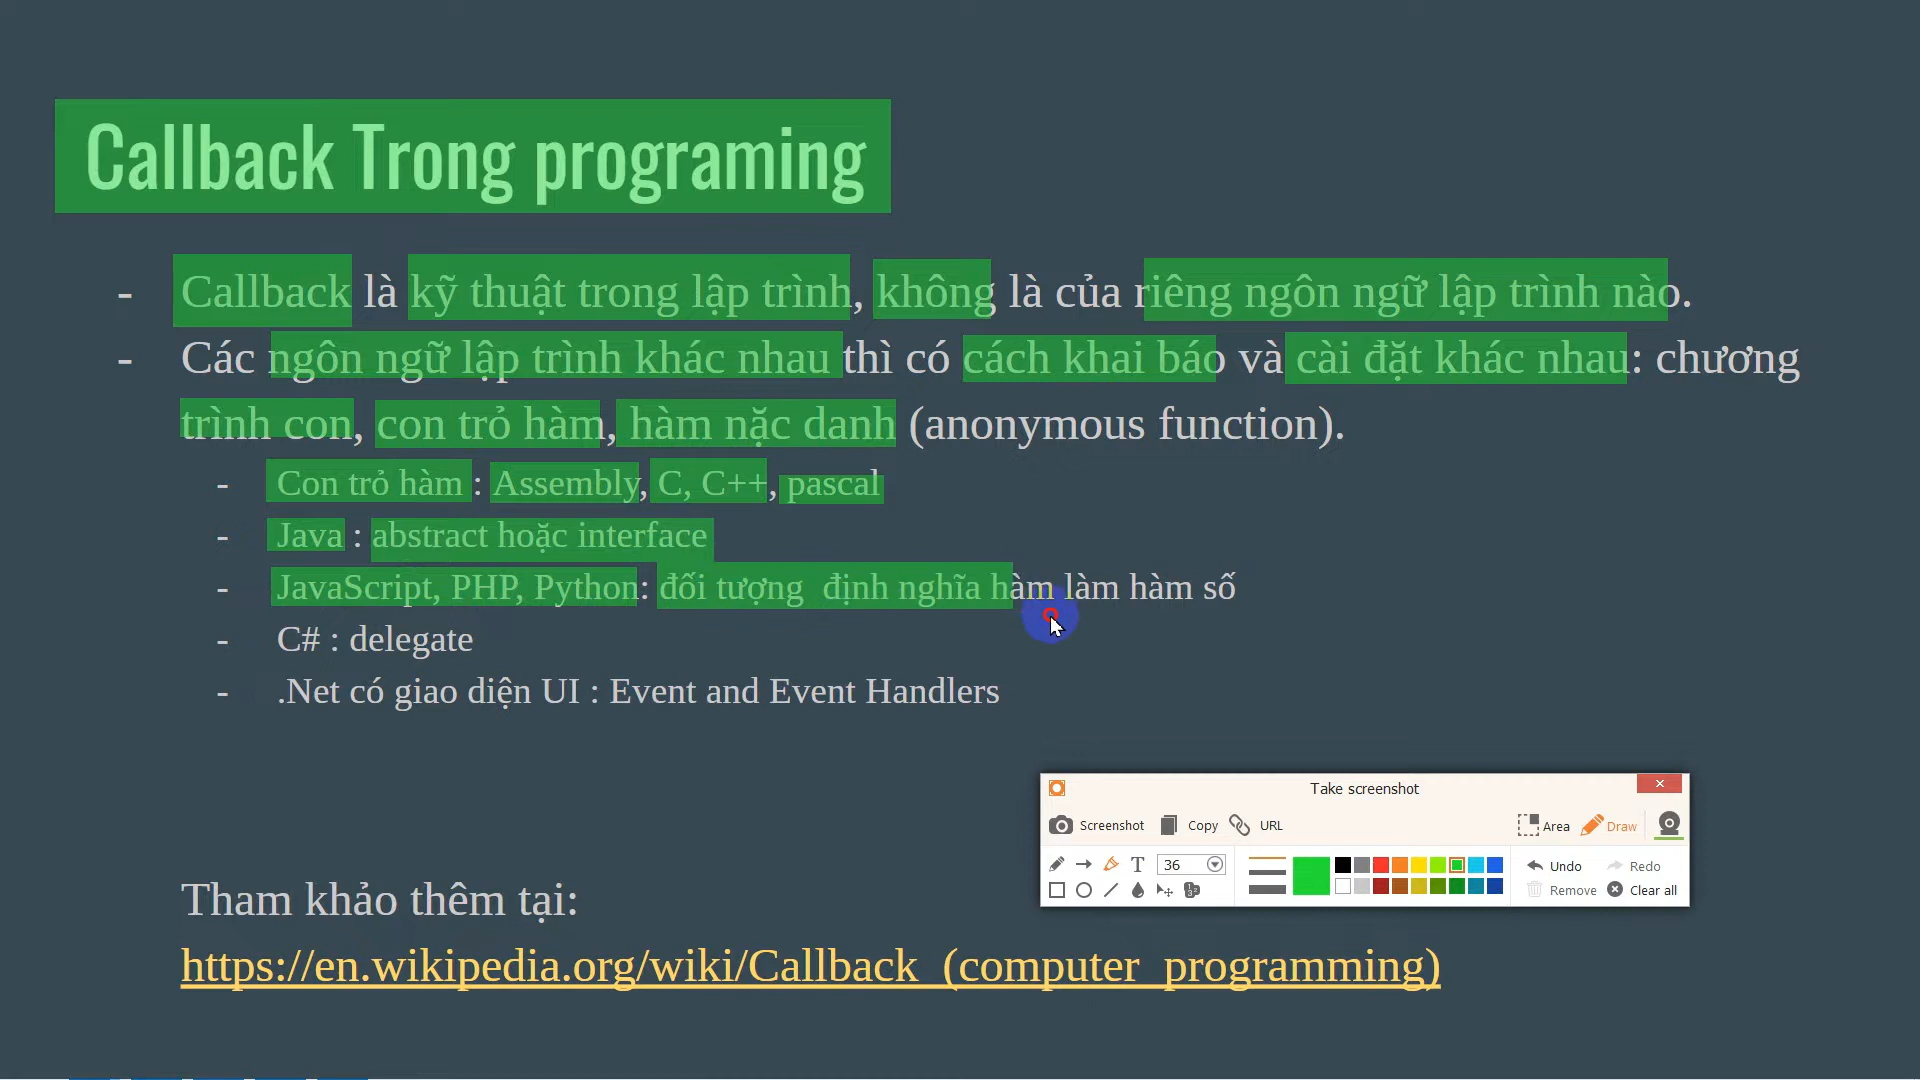 Callback Trong programing
- Callback là kỹ thuật trong lập trình, không là của riêng ngôn ngữ lập trình nào.
- Các ngôn ngữ lập trình khác nhau thì có cách khai báo và cài đặt khác nhau: chương
trình con, con trỏ hàm, hàm nặc danh (anonymous function).
- Con trỏ hàm : Assembly, C, C++, pascal
- Java : abstract hoặc interface
- JavaScript, PHP, Python: đối tượng định nghĩa hàm làm hàm số
- C# : delegate
- .Net có giao diện UI : Event and Event Handlers
Take screenshot
Screenshot Copy URL Area Draw
T 36 Undo Redo
Remove Clear all
Tham khảo thêm tại:
https://en.wikipedia.org/wiki/Callback_(computer_programming)